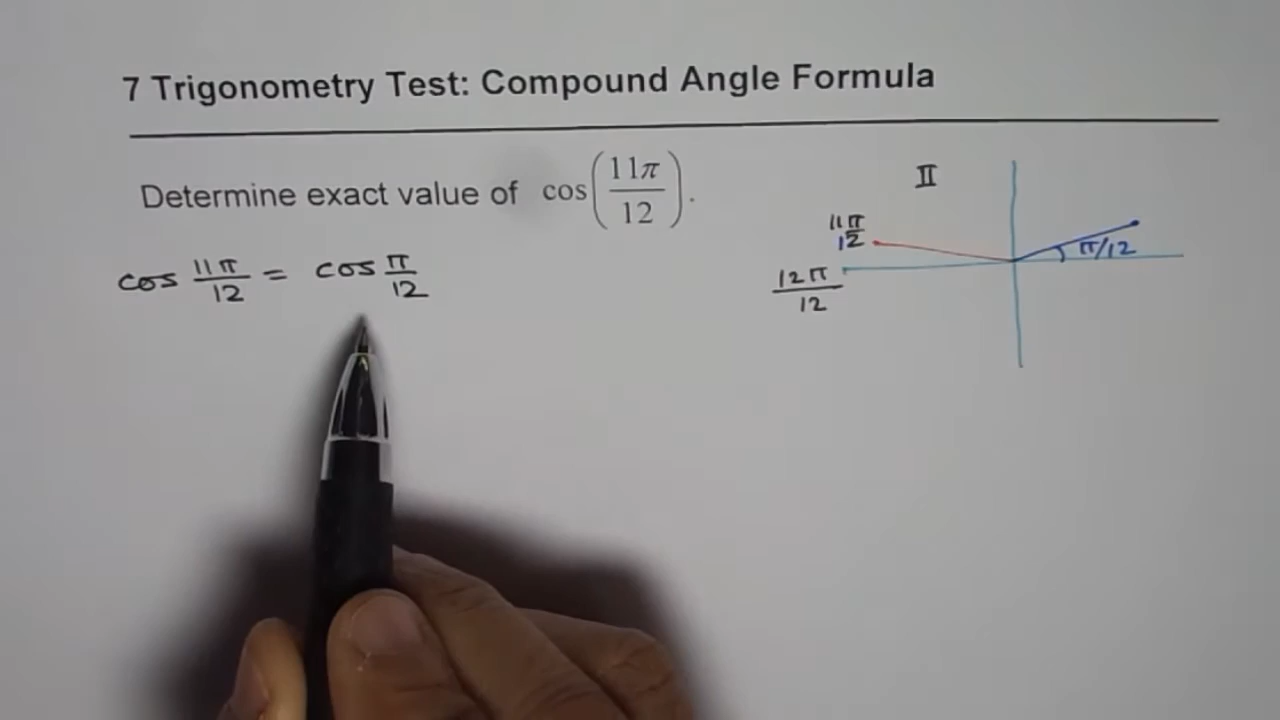 7 Trigonometry Test: Compound Angle Formula
Determine exact value of cos(11π/12).
cos 11π/12 = cos π/12
II
11π/12
π/12
12π/12